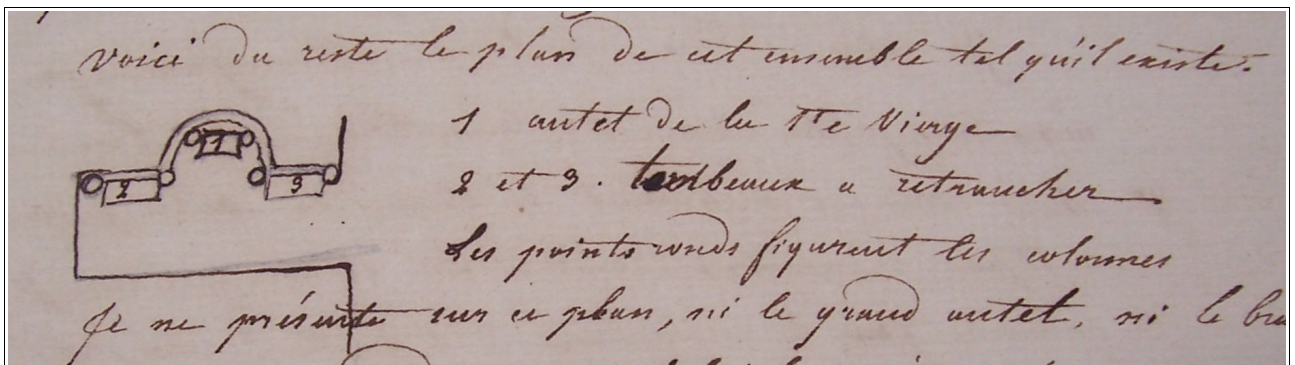 voici du reste le plan de cet ensemble tel qu'il existe.
1 autel de la Ste Vierge
1
2
3
2 et 3. tombeaux a retrancher
Les points ronds figurent les colonnes
Je ne présente sur ce plan, ni le grand autel, ni le